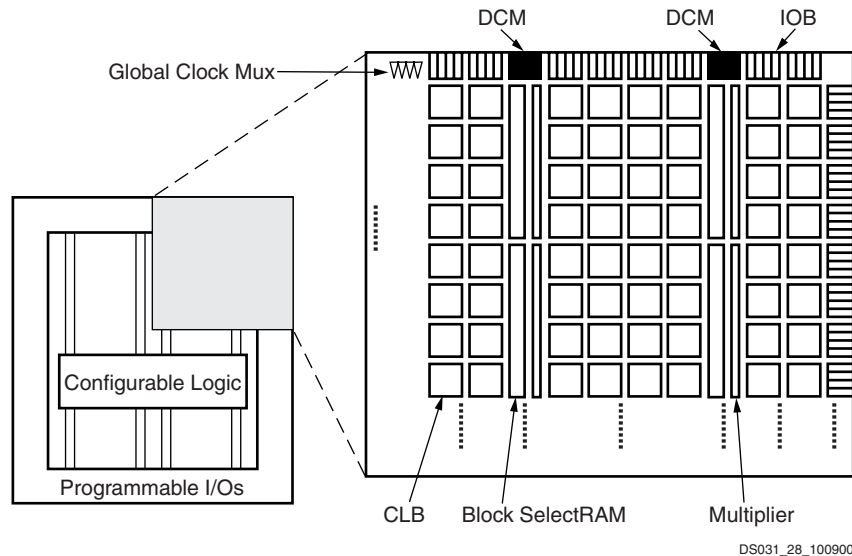 DCM
DCM
IOB
Global Clock Mux
Configurable Logic
Programmable I/Os
CLB
Block SelectRAM
Multiplier
DS031_28_100900